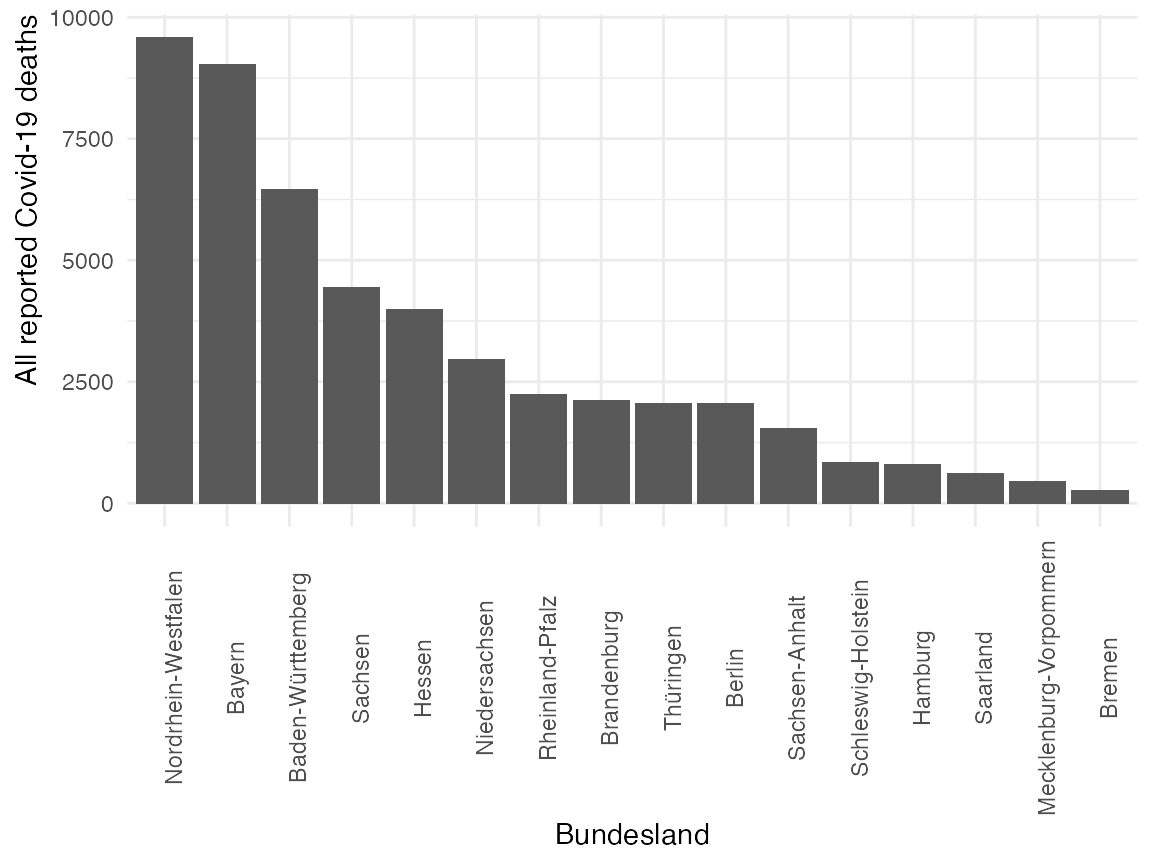 All reported Covid-19 deaths
10000
7500
5000
2500
0
Nordrhein-Westfalen
Bayern
Baden-Württemberg
Sachsen
Hessen
Niedersachsen
Rheinland-Pfalz
Brandenburg
Thüringen
Berlin
Sachsen-Anhalt
Schleswig-Holstein
Hamburg
Saarland
Mecklenburg-Vorpommern
Bremen
Bundesland